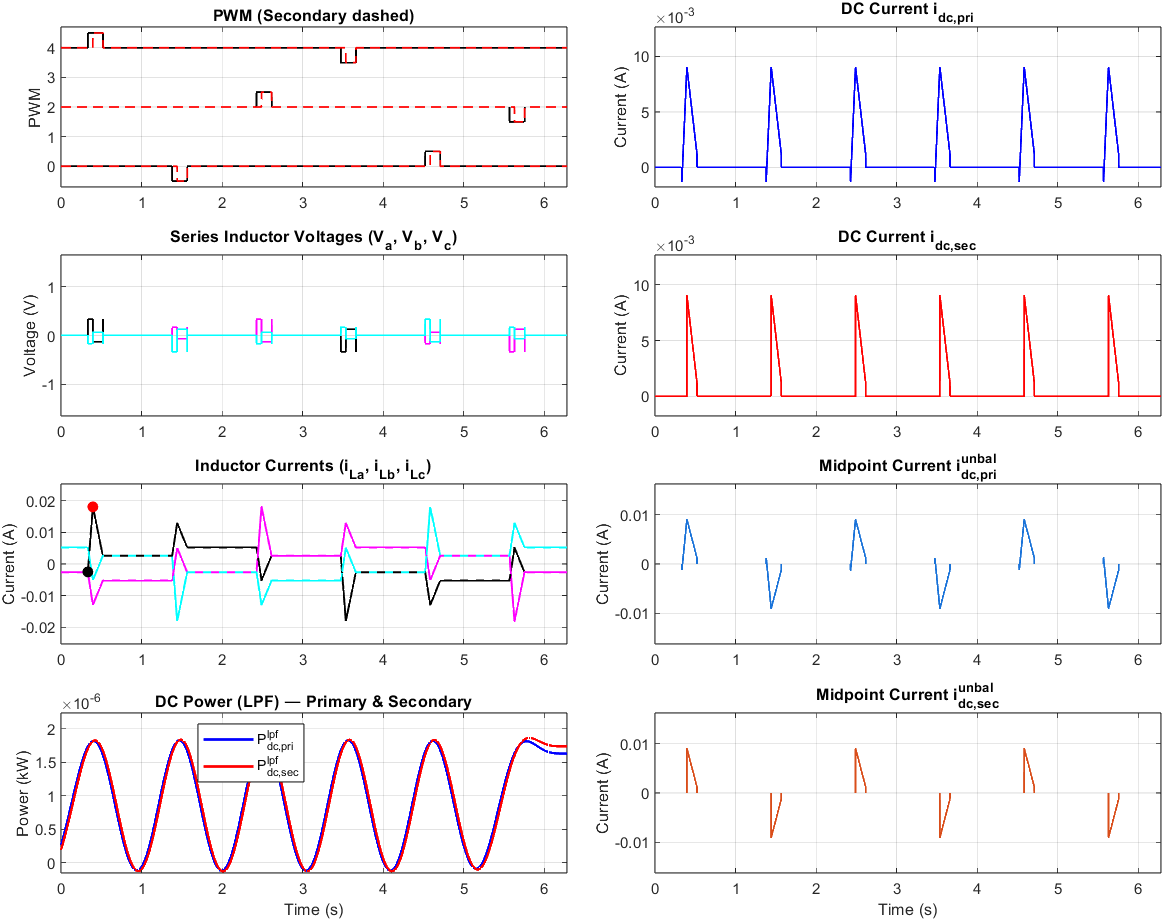 PWM (Secondary dashed)
PWM
4
3
2
1
0
0 1 2 3 4 5 6
DC Current i_dc,pri
×10^-3
Current (A)
10
5
0
0 1 2 3 4 5 6
Series Inductor Voltages (V_a, V_b, V_c)
Voltage (V)
1
0
-1
0 1 2 3 4 5 6
DC Current i_dc,sec
×10^-3
Current (A)
10
5
0
0 1 2 3 4 5 6
Inductor Currents (i_La, i_Lb, i_Lc)
Current (A)
0.02
0.01
0
-0.01
-0.02
0 1 2 3 4 5 6
Midpoint Current i^unbal_dc,pri
Current (A)
0.01
0
-0.01
0 1 2 3 4 5 6
DC Power (LPF) — Primary & Secondary
×10^-6
Power (kW)
2
1.5
1
0.5
0
P^lpf_dc,pri
P^lpf_dc,sec
0 1 2 3 4 5 6
Time (s)
Midpoint Current i^unbal_dc,sec
Current (A)
0.01
0
-0.01
0 1 2 3 4 5 6
Time (s)